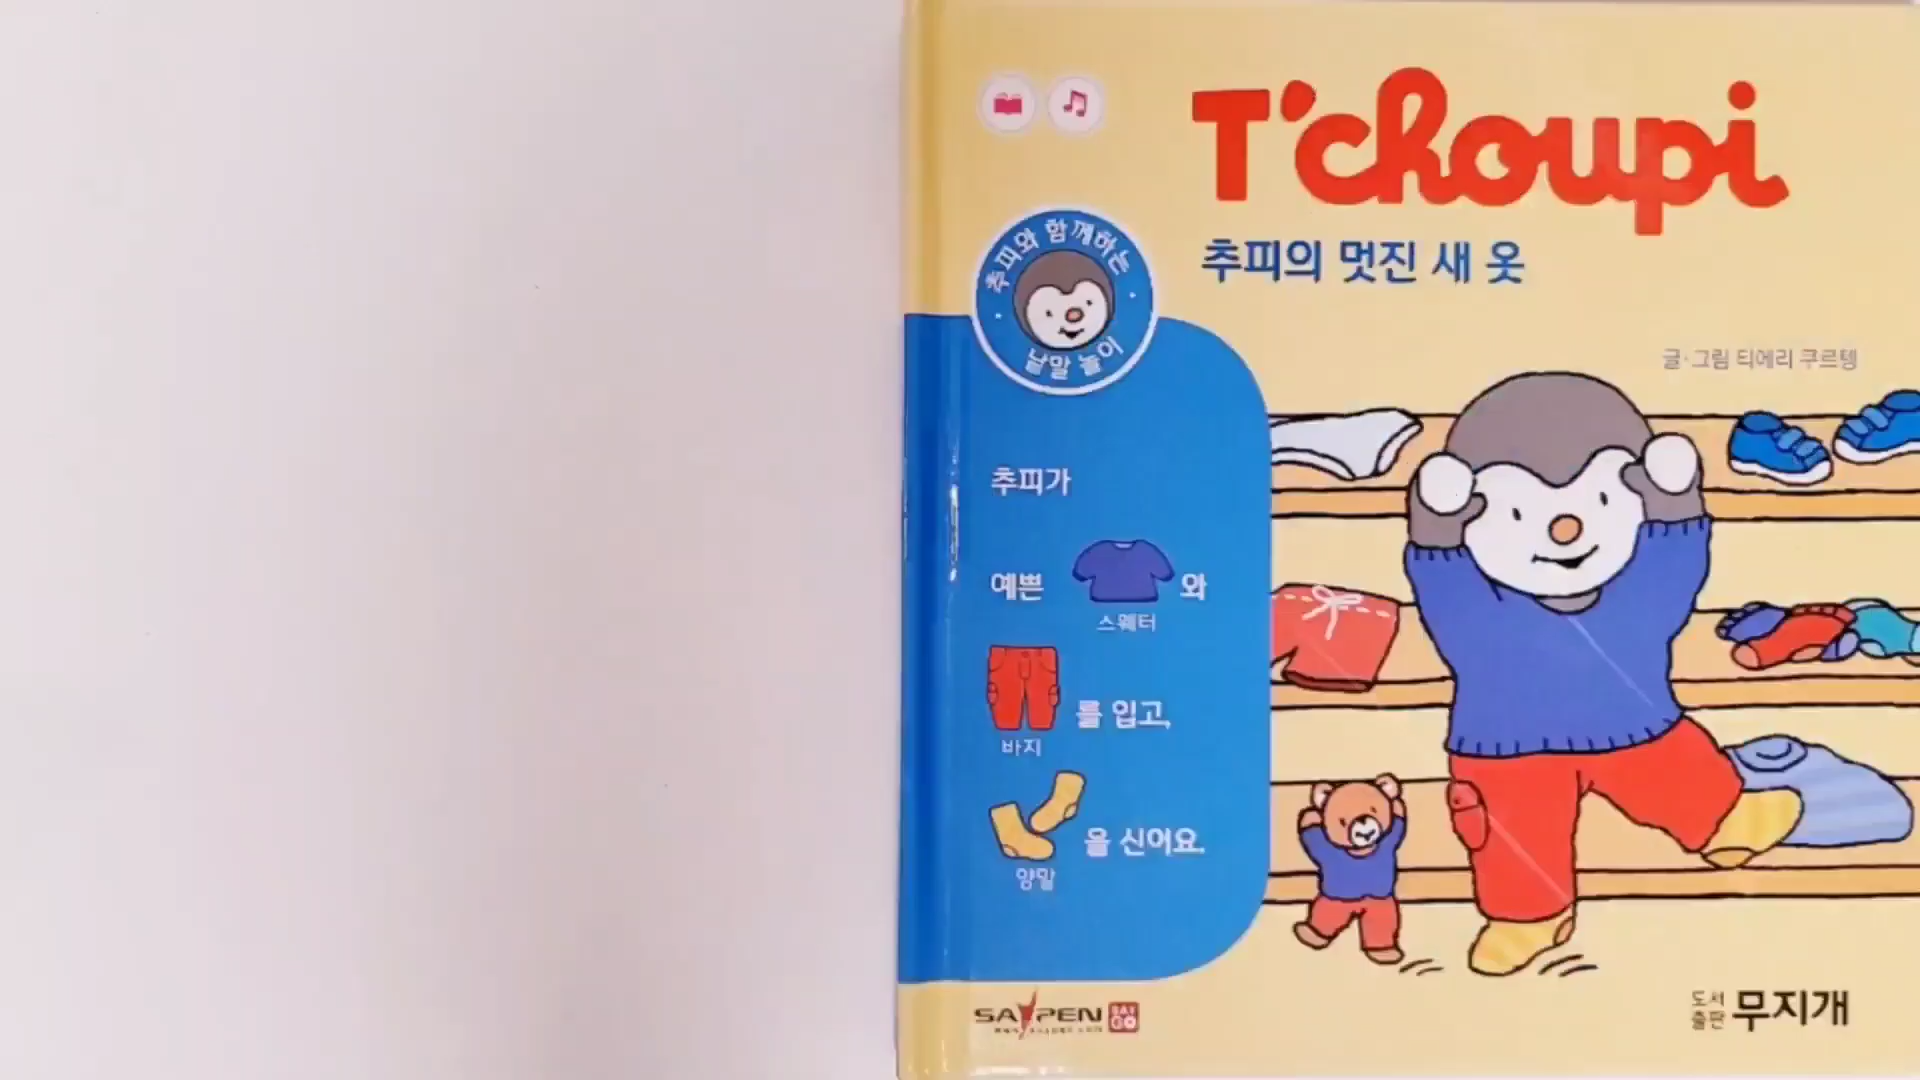 T'choupi
추피의 멋진 새 옷
글·그림 티에리 쿠르텡
추피와 함께하는
낱말 놀이
추피가
예쁜 와
스웨터
를 입고,
바지
을 신어요.
양말
SAYPEN
도서출판 무지개